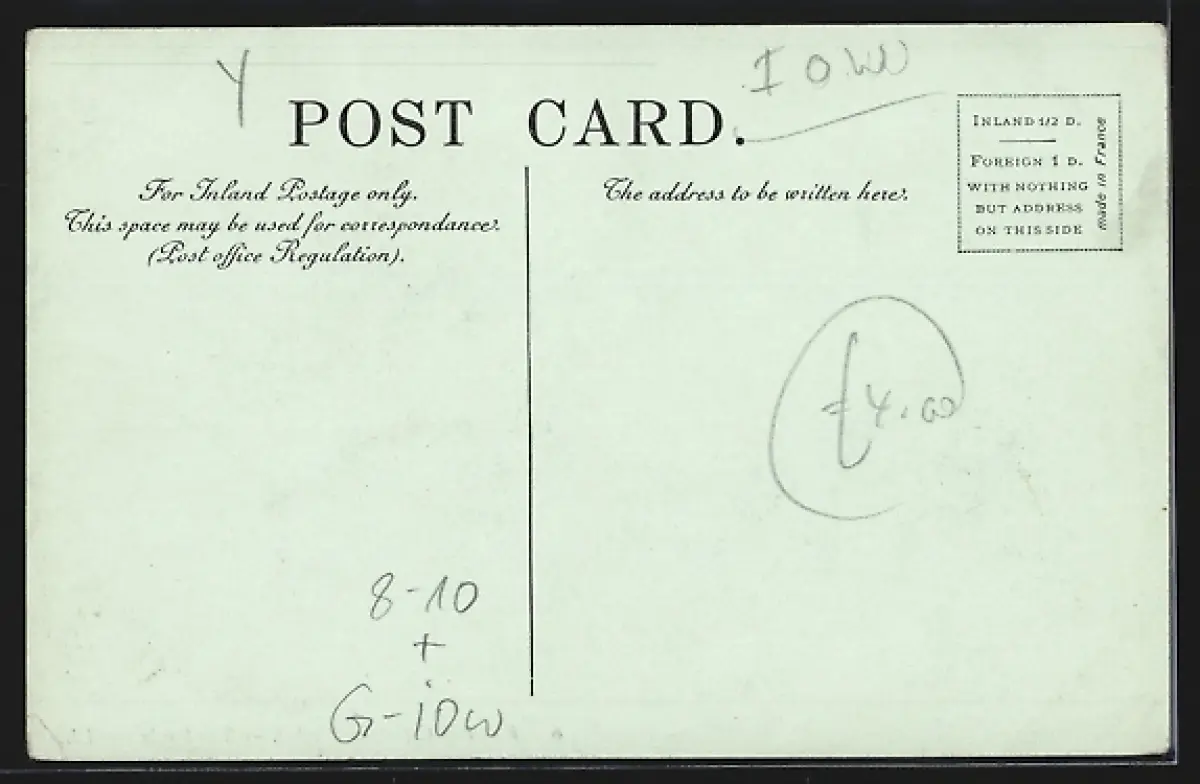 Y
I O W
POST CARD.
For Inland Postage only.
This space may be used for correspondance.
(Post office Regulation).
The address to be written here.
INLAND 1/2 D.
FOREIGN 1 D.
WITH NOTHING
BUT ADDRESS
ON THIS SIDE
made in France
£4.00
8-10
+
G-iow